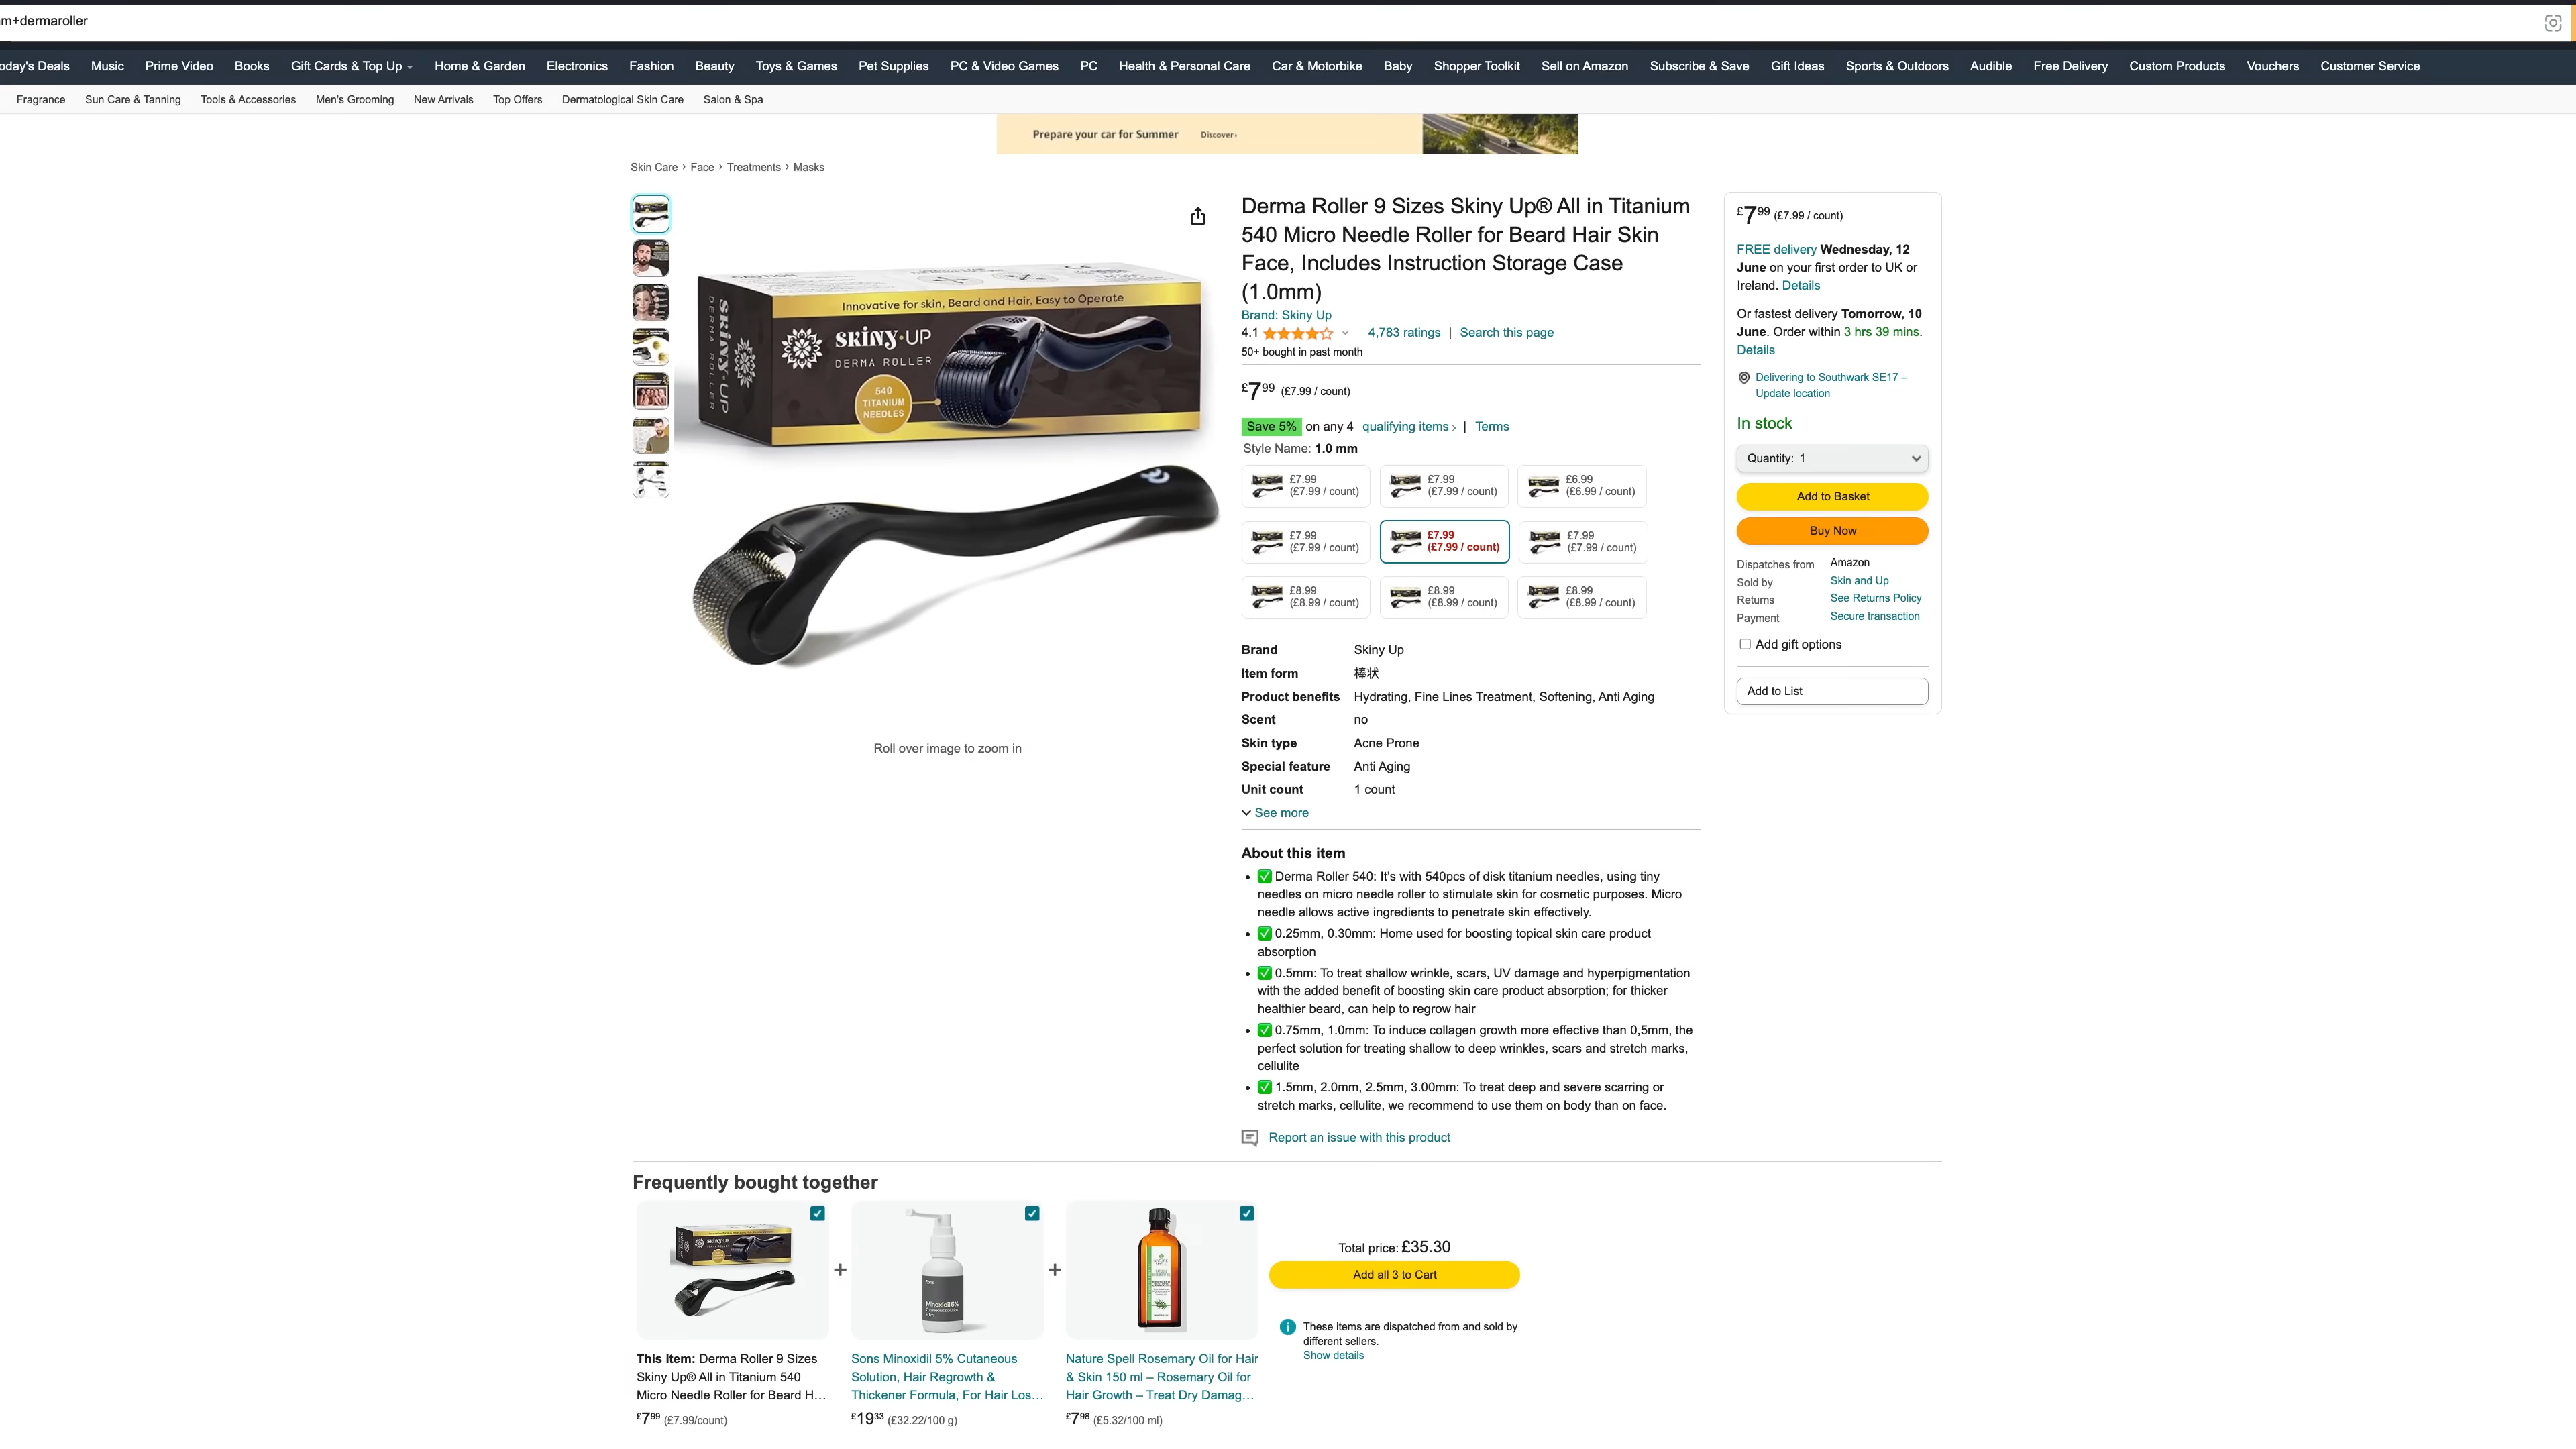 m+dermaroller
oday's Deals Music Prime Video Books Gift Cards & Top Up Home & Garden Electronics Fashion Beauty Toys & Games Pet Supplies PC & Video Games PC Health & Personal Care Car & Motorbike Baby Shopper Toolkit Sell on Amazon Subscribe & Save Gift Ideas Sports & Outdoors Audible Free Delivery Custom Products Vouchers Customer Service
Fragrance Sun Care & Tanning Tools & Accessories Men's Grooming New Arrivals Top Offers Dermatological Skin Care Salon & Spa
Prepare your car for Summer Discover ›
Skin Care › Face › Treatments › Masks
CAUTION
Innovative for skin, Beard and Hair, Easy to Operate
SKINY·UP
DERMA ROLLER
SKINY·UP
DERMA ROLLER
540
TITANIUM
NEEDLES
Roll over image to zoom in
Derma Roller 9 Sizes Skiny Up® All in Titanium
540 Micro Needle Roller for Beard Hair Skin
Face, Includes Instruction Storage Case
(1.0mm)
Brand: Skiny Up
4.1 4,783 ratings | Search this page
50+ bought in past month
£7⁹⁹ (£7.99 / count)
Save 5% on any 4 qualifying items › | Terms
Style Name: 1.0 mm
£7.99 £7.99 £6.99
(£7.99 / count) (£7.99 / count) (£6.99 / count)
£7.99 £7.99 £7.99
(£7.99 / count) (£7.99 / count) (£7.99 / count)
£8.99 £8.99 £8.99
(£8.99 / count) (£8.99 / count) (£8.99 / count)
Brand Skiny Up
Item form 棒状
Product benefits Hydrating, Fine Lines Treatment, Softening, Anti Aging
Scent no
Skin type Acne Prone
Special feature Anti Aging
Unit count 1 count
See more
About this item
• ✅ Derma Roller 540: It's with 540pcs of disk titanium needles, using tiny
needles on micro needle roller to stimulate skin for cosmetic purposes. Micro
needle allows active ingredients to penetrate skin effectively.
• ✅ 0.25mm, 0.30mm: Home used for boosting topical skin care product
absorption
• ✅ 0.5mm: To treat shallow wrinkle, scars, UV damage and hyperpigmentation
with the added benefit of boosting skin care product absorption; for thicker
healthier beard, can help to regrow hair
• ✅ 0.75mm, 1.0mm: To induce collagen growth more effective than 0,5mm, the
perfect solution for treating shallow to deep wrinkles, scars and stretch marks,
cellulite
• ✅ 1.5mm, 2.0mm, 2.5mm, 3.00mm: To treat deep and severe scarring or
stretch marks, cellulite, we recommend to use them on body than on face.
Report an issue with this product
£7⁹⁹ (£7.99 / count)
FREE delivery Wednesday, 12
June on your first order to UK or
Ireland. Details
Or fastest delivery Tomorrow, 10
June. Order within 3 hrs 39 mins.
Details
Delivering to Southwark SE17 –
Update location
In stock
Quantity: 1
Add to Basket
Buy Now
Dispatches from Amazon
Sold by Skin and Up
Returns See Returns Policy
Payment Secure transaction
Add gift options
Add to List
Frequently bought together
Minoxidil 5%
This item: Derma Roller 9 Sizes
Skiny Up® All in Titanium 540
Micro Needle Roller for Beard H…
£7⁹⁹ (£7.99/count)
+
Sons Minoxidil 5% Cutaneous
Solution, Hair Regrowth &
Thickener Formula, For Hair Los…
£19³³ (£32.22/100 g)
+
Nature Spell Rosemary Oil for Hair
& Skin 150 ml – Rosemary Oil for
Hair Growth – Treat Dry Damag…
£7⁹⁸ (£5.32/100 ml)
Total price: £35.30
Add all 3 to Cart
These items are dispatched from and sold by
different sellers.
Show details